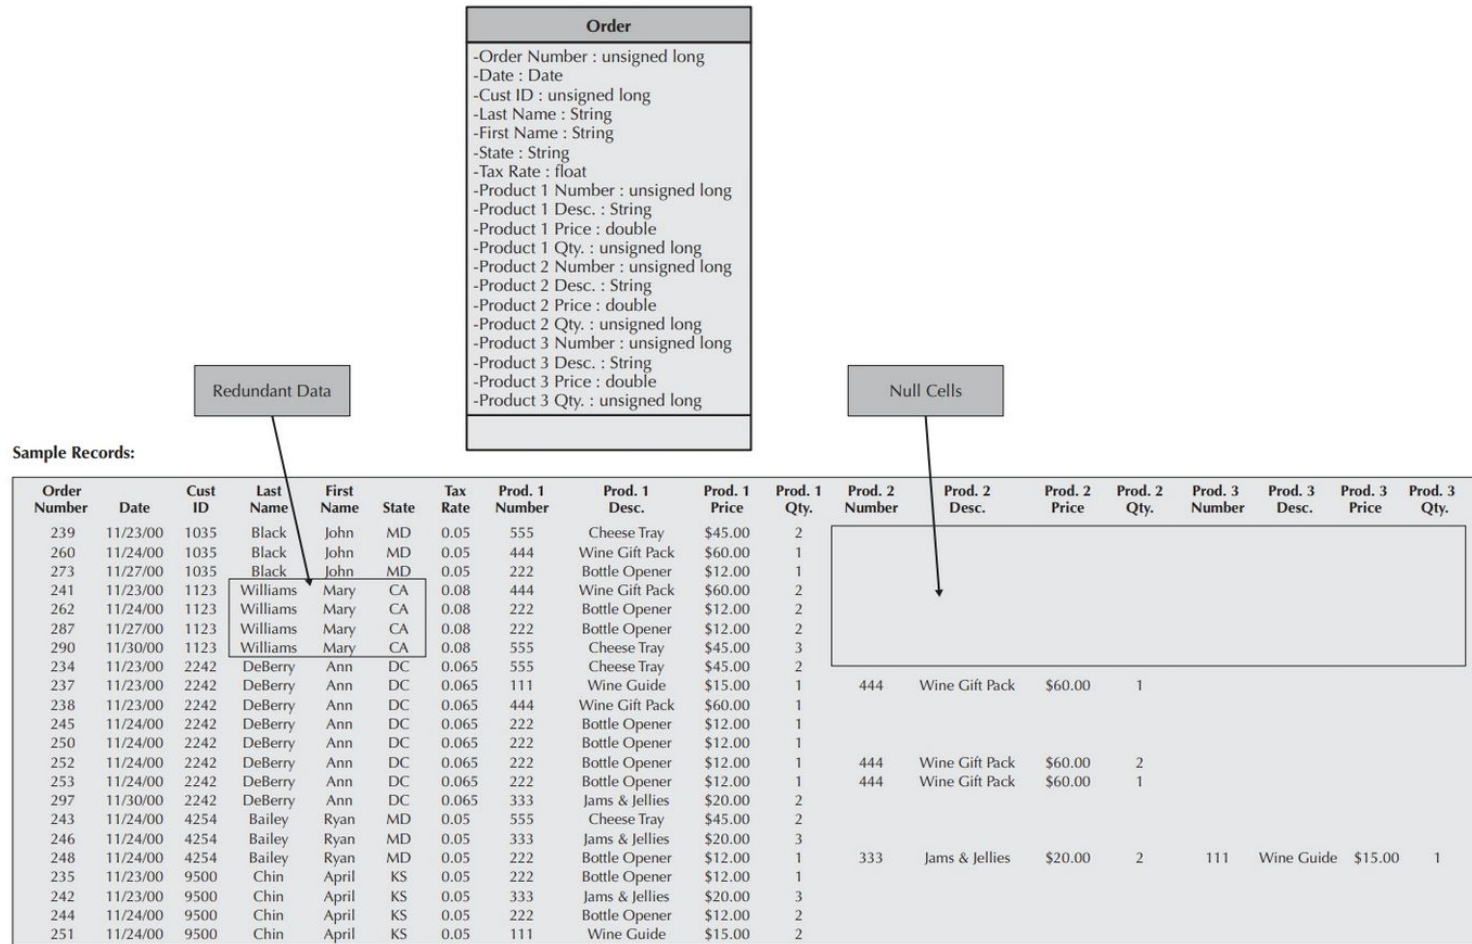 Order
-Order Number : unsigned long
-Date : Date
-Cust ID : unsigned long
-Last Name : String
-First Name : String
-State : String
-Tax Rate : float
-Product 1 Number : unsigned long
-Product 1 Desc. : String
-Product 1 Price : double
-Product 1 Qty. : unsigned long
-Product 2 Number : unsigned long
-Product 2 Desc. : String
-Product 2 Price : double
-Product 2 Qty. : unsigned long
-Product 3 Number : unsigned long
-Product 3 Desc. : String
-Product 3 Price : double
-Product 3 Qty. : unsigned long
Redundant Data
Null Cells
Sample Records:
Order Cust Last First Tax Prod. 1 Prod. 1 Prod. 1 Prod. 1 Prod. 2 Prod. 2 Prod. 2 Prod. 2 Prod. 3 Prod. 3 Prod. 3 Prod. 3
Number Date ID Name Name State Rate Number Desc. Price Qty. Number Desc. Price Qty. Number Desc. Price Qty.
239 11/23/00 1035 Black John MD 0.05 555 Cheese Tray $45.00 2
260 11/24/00 1035 Black John MD 0.05 444 Wine Gift Pack $60.00 1
273 11/27/00 1035 Black John MD 0.05 222 Bottle Opener $12.00 1
241 11/23/00 1123 Williams Mary CA 0.08 444 Wine Gift Pack $60.00 2
262 11/24/00 1123 Williams Mary CA 0.08 222 Bottle Opener $12.00 2
287 11/27/00 1123 Williams Mary CA 0.08 222 Bottle Opener $12.00 2
290 11/30/00 1123 Williams Mary CA 0.08 555 Cheese Tray $45.00 3
234 11/23/00 2242 DeBerry Ann DC 0.065 555 Cheese Tray $45.00 2
237 11/23/00 2242 DeBerry Ann DC 0.065 111 Wine Guide $15.00 1 444 Wine Gift Pack $60.00 1
238 11/23/00 2242 DeBerry Ann DC 0.065 444 Wine Gift Pack $60.00 1
245 11/24/00 2242 DeBerry Ann DC 0.065 222 Bottle Opener $12.00 1
250 11/24/00 2242 DeBerry Ann DC 0.065 222 Bottle Opener $12.00 1
252 11/24/00 2242 DeBerry Ann DC 0.065 222 Bottle Opener $12.00 1 444 Wine Gift Pack $60.00 2
253 11/24/00 2242 DeBerry Ann DC 0.065 222 Bottle Opener $12.00 1 444 Wine Gift Pack $60.00 1
297 11/30/00 2242 DeBerry Ann DC 0.065 333 Jams & Jellies $20.00 2
243 11/24/00 4254 Bailey Ryan MD 0.05 555 Cheese Tray $45.00 2
246 11/24/00 4254 Bailey Ryan MD 0.05 333 Jams & Jellies $20.00 3
248 11/24/00 4254 Bailey Ryan MD 0.05 222 Bottle Opener $12.00 1 333 Jams & Jellies $20.00 2 111 Wine Guide $15.00 1
235 11/23/00 9500 Chin April KS 0.05 222 Bottle Opener $12.00 1
242 11/23/00 9500 Chin April KS 0.05 333 Jams & Jellies $20.00 3
244 11/24/00 9500 Chin April KS 0.05 222 Bottle Opener $12.00 2
251 11/24/00 9500 Chin April KS 0.05 111 Wine Guide $15.00 2